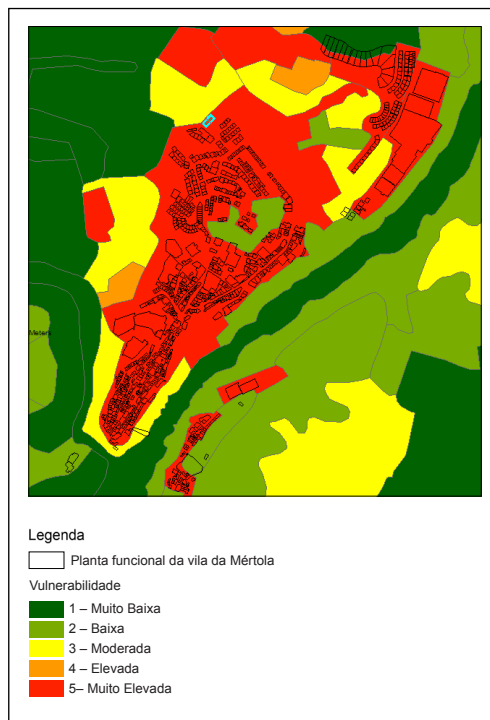 Meters
Legenda
Planta funcional da vila da Mértola
Vulnerabilidade
1 – Muito Baixa
2 – Baixa
3 – Moderada
4 – Elevada
5– Muito Elevada